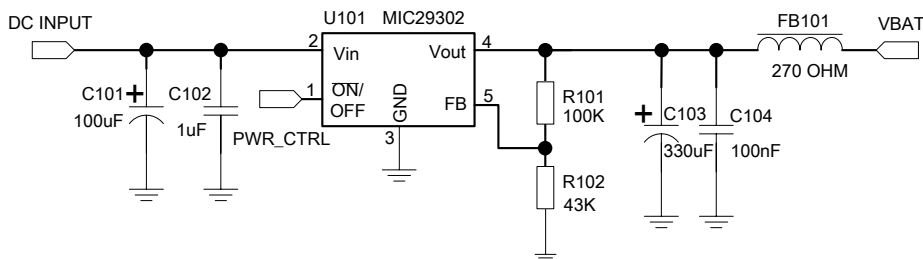 DC INPUT
U101 MIC29302
FB101
VBAT
2
Vin
Vout
4
270 OHM
C101
+
100uF
C102
1uF
1
ON/
OFF
PWR_CTRL
GND
3
FB
5
R101
100K
R102
43K
+
C103
330uF
C104
100nF